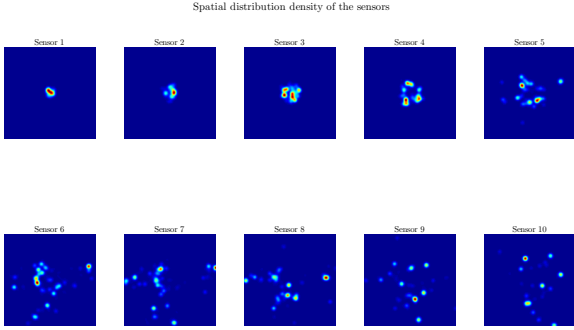 Spatial distribution density of the sensors
Sensor 1
Sensor 2
Sensor 3
Sensor 4
Sensor 5
Sensor 6
Sensor 7
Sensor 8
Sensor 9
Sensor 10